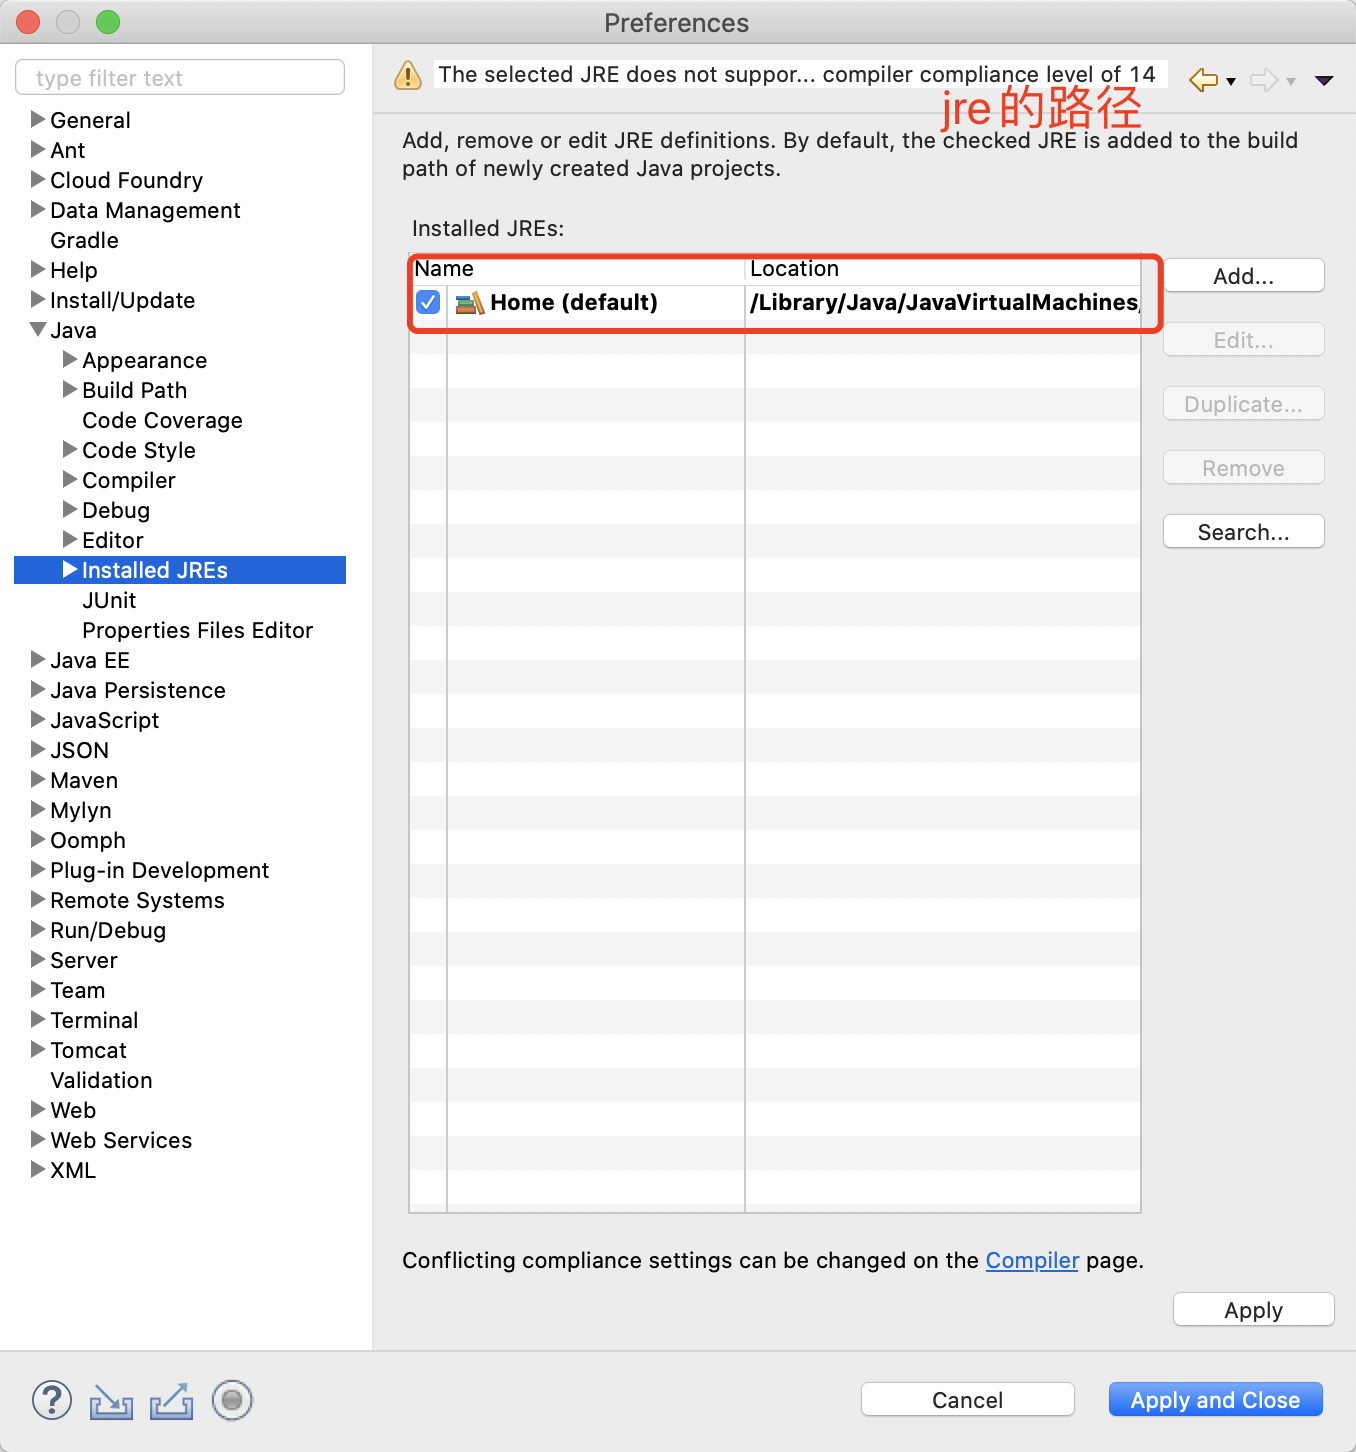 Preferences
type filter text
General
Ant
Cloud Foundry
Data Management
Gradle
Help
Install/Update
Java
Appearance
Build Path
Code Coverage
Code Style
Compiler
Debug
Editor
Installed JREs
JUnit
Properties Files Editor
Java EE
Java Persistence
JavaScript
JSON
Maven
Mylyn
Oomph
Plug-in Development
Remote Systems
Run/Debug
Server
Team
Terminal
Tomcat
Validation
Web
Web Services
XML
The selected JRE does not suppor... compiler compliance level of 14
jre的路径
Add, remove or edit JRE definitions. By default, the checked JRE is added to the build
path of newly created Java projects.
Installed JREs:
Name Location
Home (default) /Library/Java/JavaVirtualMachines/
Add...
Edit...
Duplicate...
Remove
Search...
Conflicting compliance settings can be changed on the Compiler page.
Apply
?
Cancel
Apply and Close